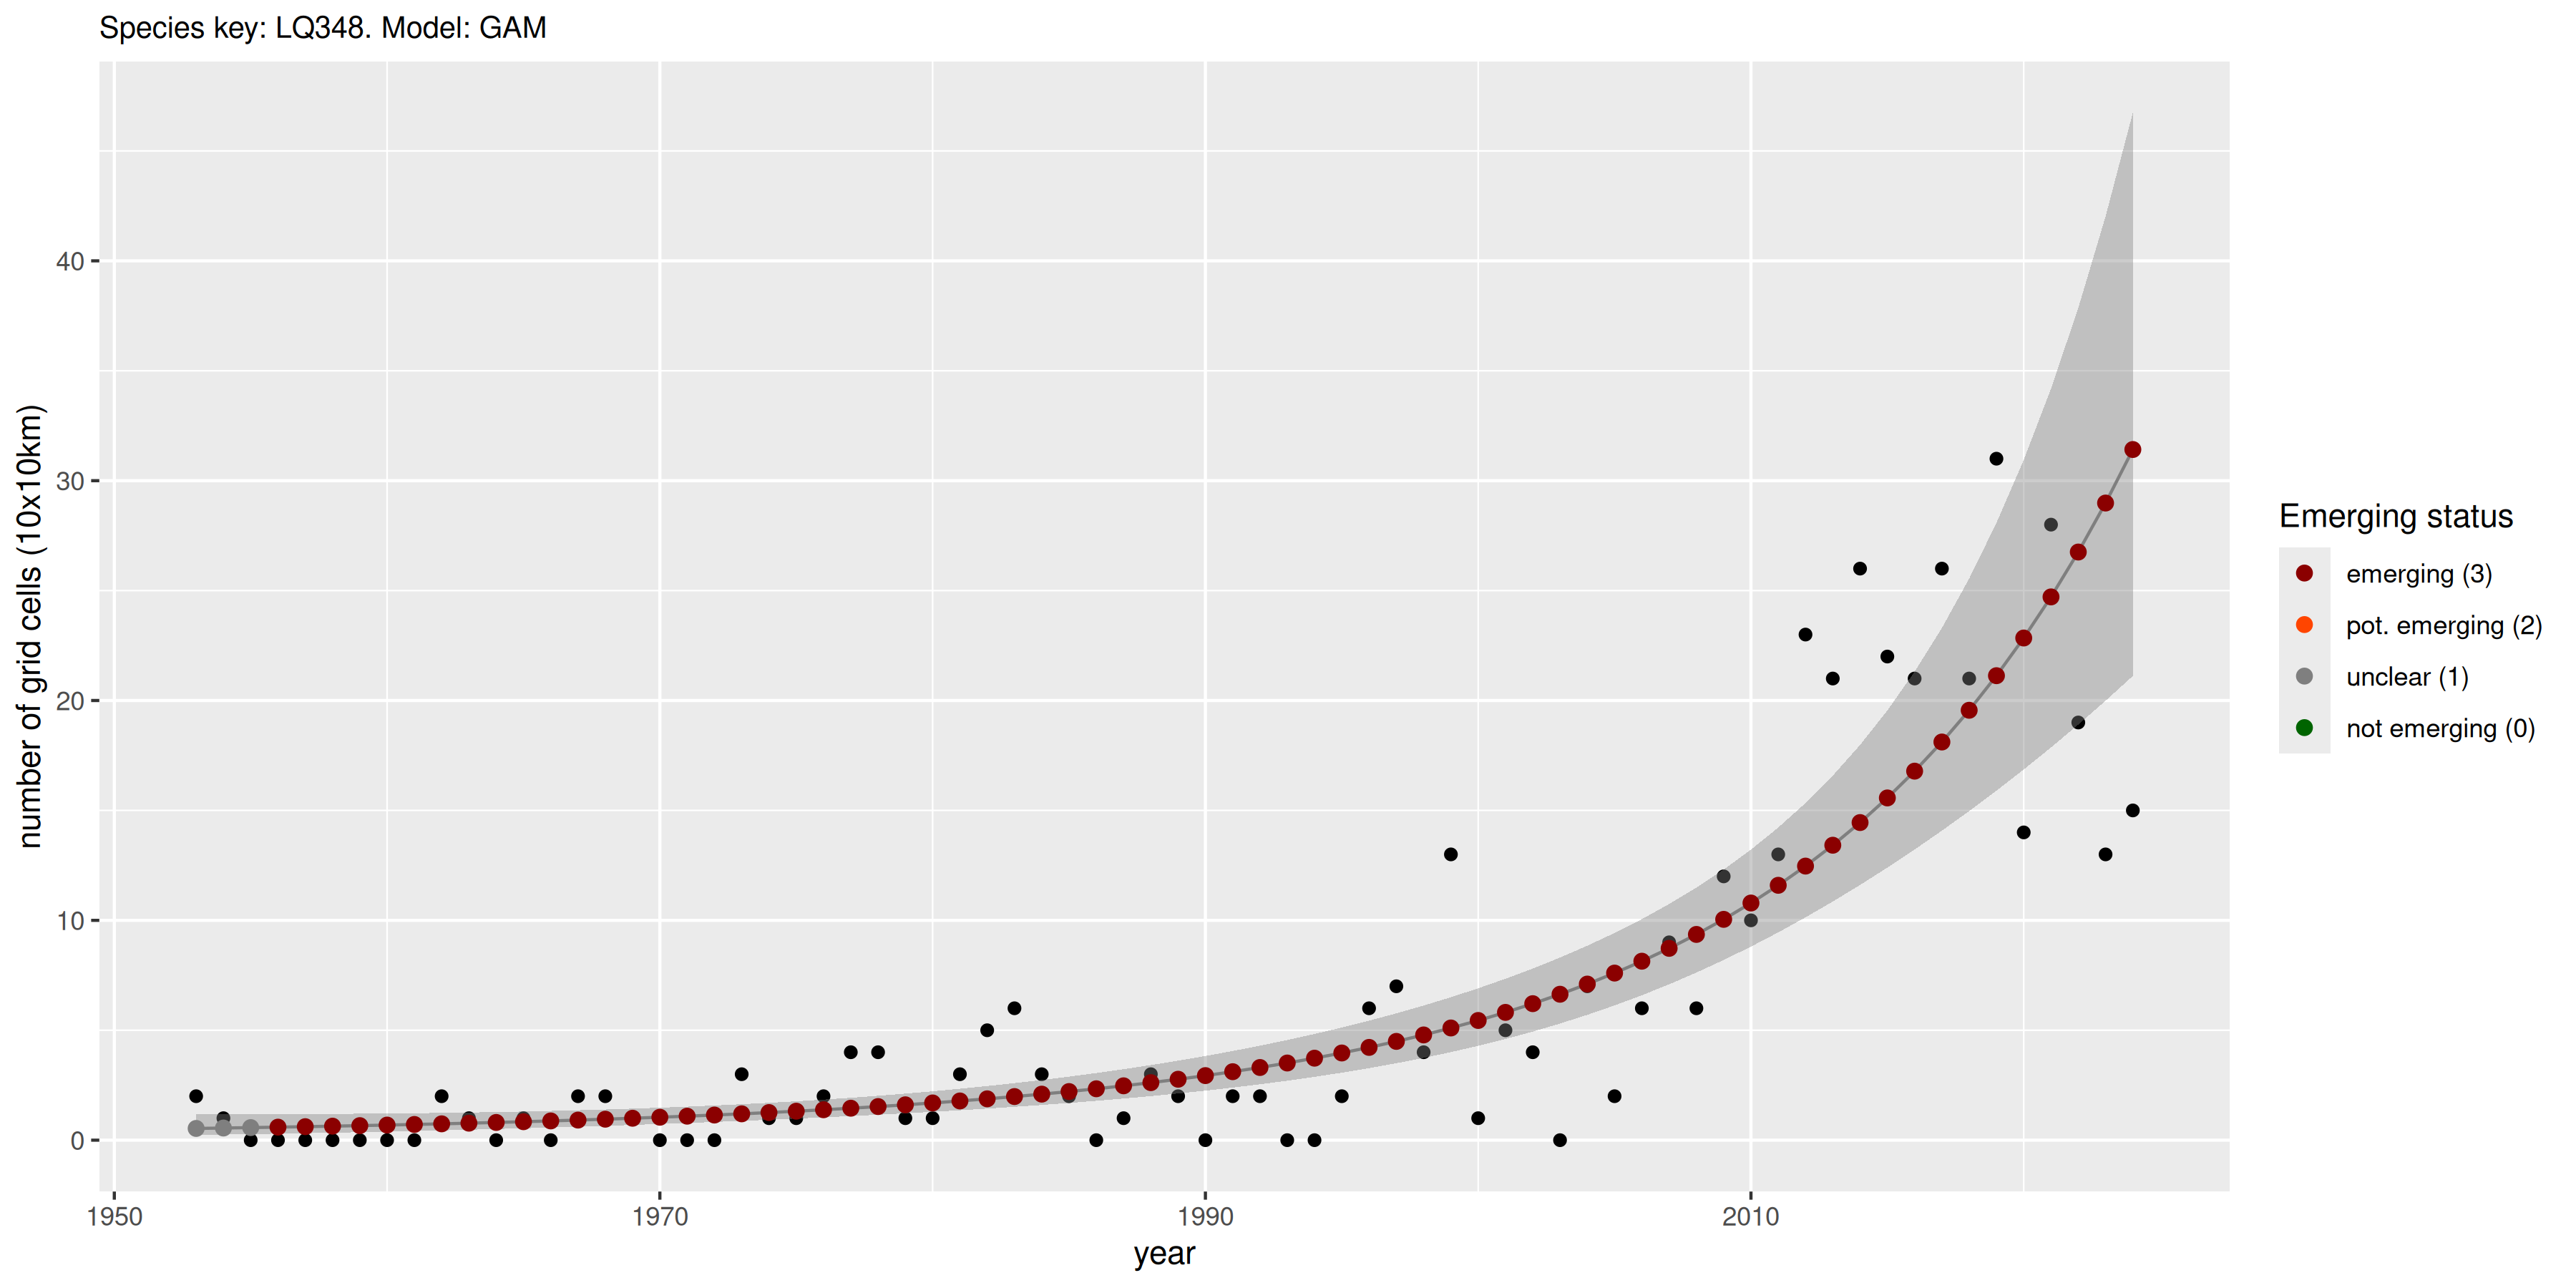 Species key: LQ348. Model: GAM
number of grid cells (10x10km)
40
30
20
10
0
1950
1970
1990
2010
year
Emerging status
emerging (3)
pot. emerging (2)
unclear (1)
not emerging (0)